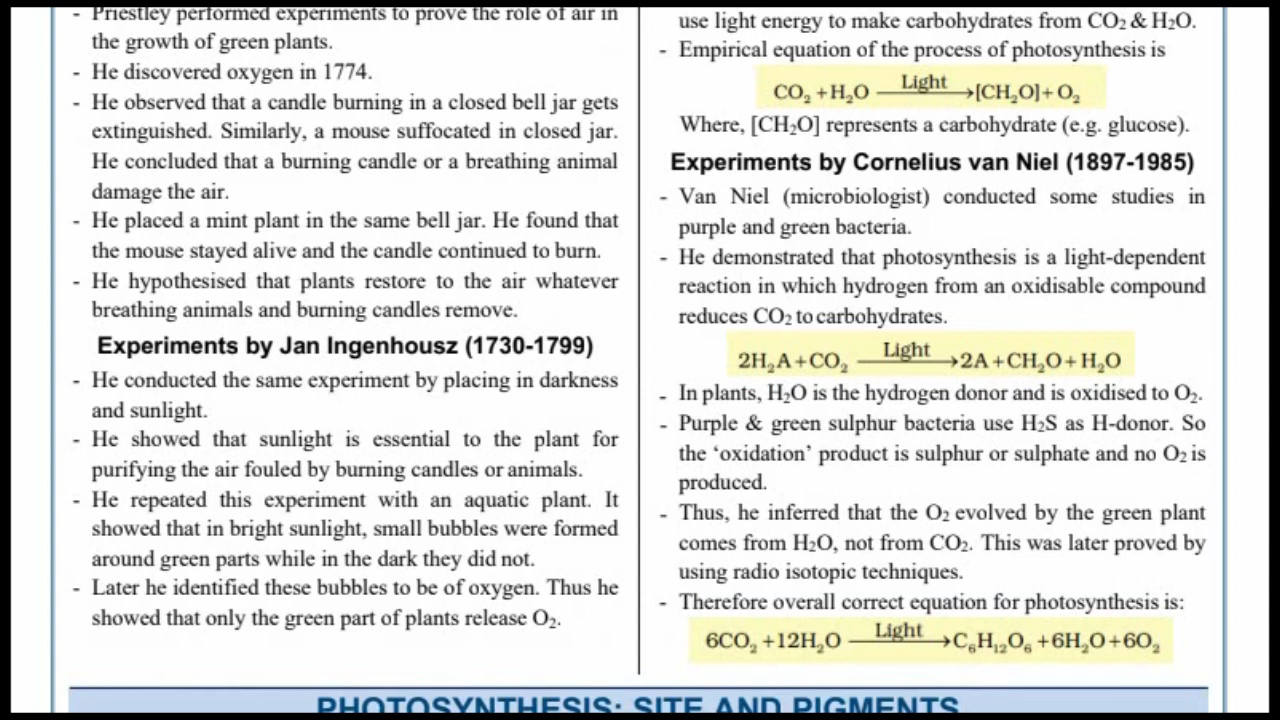 - Priestley performed experiments to prove the role of air in
the growth of green plants.
- He discovered oxygen in 1774.
- He observed that a candle burning in a closed bell jar gets
extinguished. Similarly, a mouse suffocated in closed jar.
He concluded that a burning candle or a breathing animal
damage the air.
- He placed a mint plant in the same bell jar. He found that
the mouse stayed alive and the candle continued to burn.
- He hypothesised that plants restore to the air whatever
breathing animals and burning candles remove.
Experiments by Jan Ingenhousz (1730-1799)
- He conducted the same experiment by placing in darkness
and sunlight.
- He showed that sunlight is essential to the plant for
purifying the air fouled by burning candles or animals.
- He repeated this experiment with an aquatic plant. It
showed that in bright sunlight, small bubbles were formed
around green parts while in the dark they did not.
- Later he identified these bubbles to be of oxygen. Thus he
showed that only the green part of plants release O₂.
use light energy to make carbohydrates from CO₂ & H₂O.
- Empirical equation of the process of photosynthesis is
CO₂ + H₂O —Light→ [CH₂O] + O₂
Where, [CH₂O] represents a carbohydrate (e.g. glucose).
Experiments by Cornelius van Niel (1897-1985)
- Van Niel (microbiologist) conducted some studies in
purple and green bacteria.
- He demonstrated that photosynthesis is a light-dependent
reaction in which hydrogen from an oxidisable compound
reduces CO₂ to carbohydrates.
2H₂A + CO₂ —Light→ 2A + CH₂O + H₂O
- In plants, H₂O is the hydrogen donor and is oxidised to O₂.
- Purple & green sulphur bacteria use H₂S as H-donor. So
the ‘oxidation’ product is sulphur or sulphate and no O₂ is
produced.
- Thus, he inferred that the O₂ evolved by the green plant
comes from H₂O, not from CO₂. This was later proved by
using radio isotopic techniques.
- Therefore overall correct equation for photosynthesis is:
6CO₂ + 12H₂O —Light→ C₆H₁₂O₆ + 6H₂O + 6O₂
PHOTOSYNTHESIS: SITE AND PIGMENTS